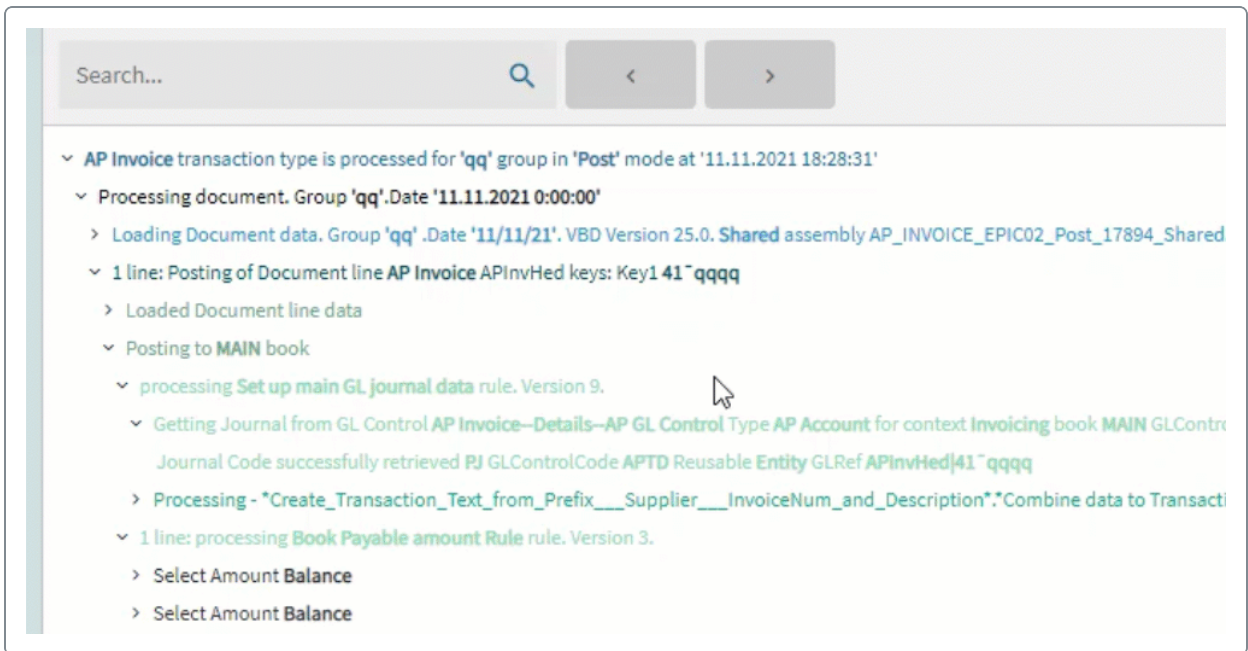 Search...
AP Invoice transaction type is processed for 'qq' group in 'Post' mode at '11.11.2021 18:28:31'
Processing document. Group 'qq'.Date '11.11.2021 0:00:00'
Loading Document data. Group 'qq' .Date '11/11/21'. VBD Version 25.0. Shared assembly AP_INVOICE_EPIC02_Post_17894_Shared.
1 line: Posting of Document line AP Invoice APInvHed keys: Key1 41~qqqq
Loaded Document line data
Posting to MAIN book
processing Set up main GL journal data rule. Version 9.
Getting Journal from GL Control AP Invoice--Details--AP GL Control Type AP Account for context Invoicing book MAIN GLContro
Journal Code successfully retrieved PJ GLControlCode APTD Reusable Entity GLRef APInvHed|41~qqqq
Processing - *Create_Transaction_Text_from_Prefix___Supplier___InvoiceNum_and_Description*.*Combine data to Transacti
1 line: processing Book Payable amount Rule rule. Version 3.
Select Amount Balance
Select Amount Balance